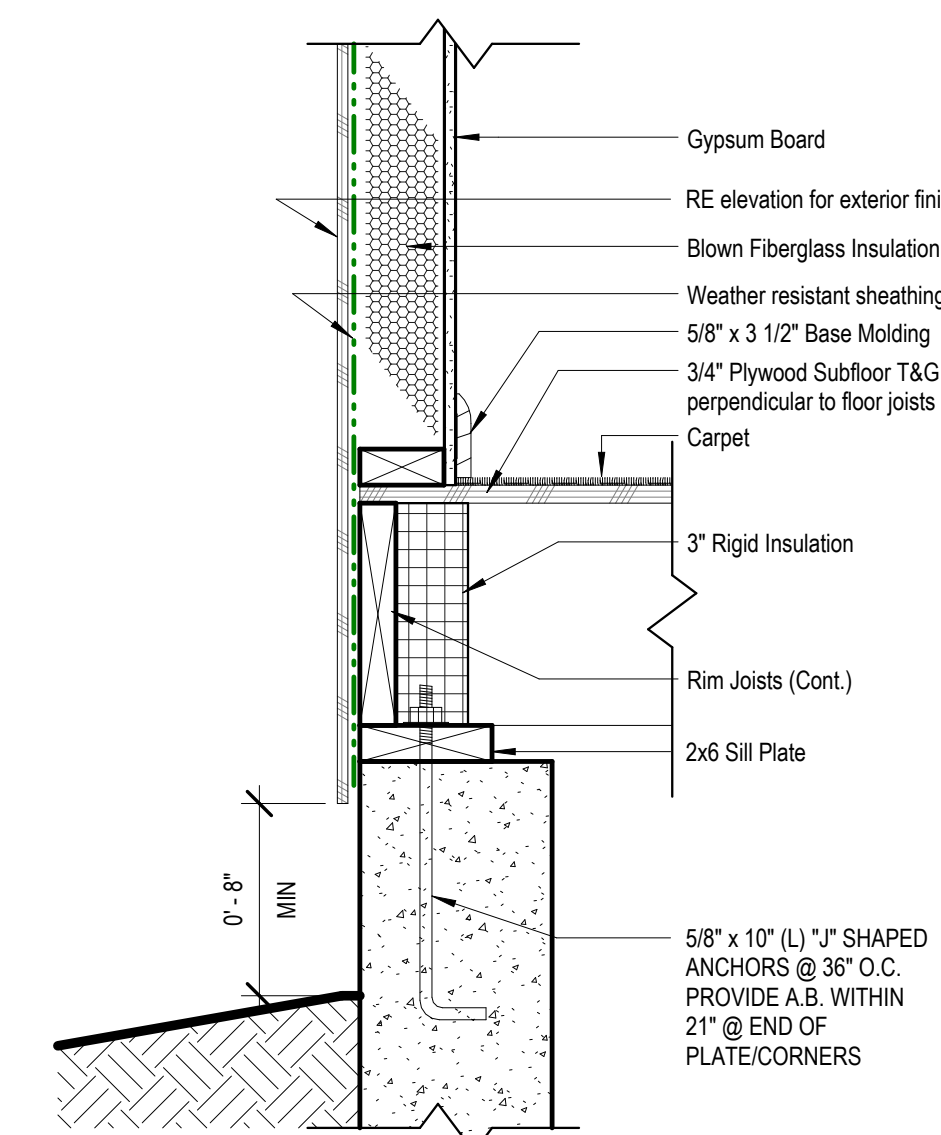 Gypsum Board
RE elevation for exterior fini
Blown Fiberglass Insulation
Weather resistant sheathing
5/8" x 3 1/2" Base Molding
3/4" Plywood Subfloor T&G
perpendicular to floor joists
Carpet
3" Rigid Insulation
Rim Joists (Cont.)
2x6 Sill Plate
0' - 8"
MIN
5/8" x 10" (L) "J" SHAPED
ANCHORS @ 36" O.C.
PROVIDE A.B. WITHIN
21" @ END OF
PLATE/CORNERS